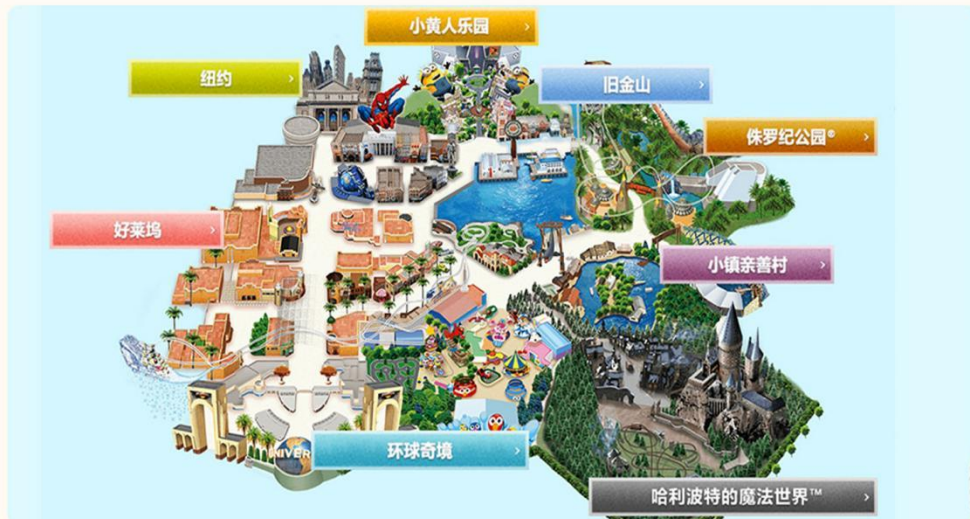 小黄人乐园
纽约
旧金山
侏罗纪公园®
好莱坞
小镇亲善村
环球奇境
UNIVER
哈利波特的魔法世界™